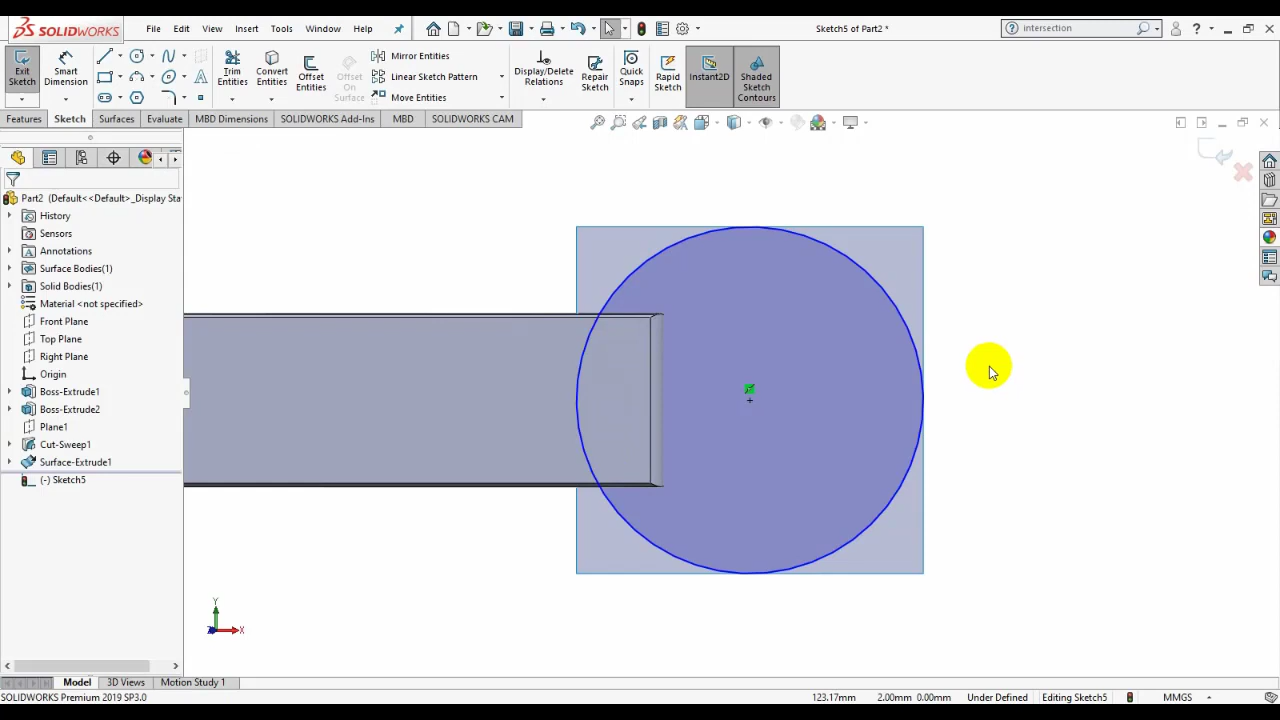 SOLIDWORKS
File
Edit
View
Insert
Tools
Window
Help
Sketch5 of Part2 *
intersection
Exit Sketch
Smart Dimension
Trim Entities
Convert Entities
Offset Entities
Offset On Surface
Mirror Entities
Linear Sketch Pattern
Move Entities
Display/Delete Relations
Repair Sketch
Quick Snaps
Rapid Sketch
Instant2D
Shaded Sketch Contours
Features
Sketch
Surfaces
Evaluate
MBD Dimensions
SOLIDWORKS Add-Ins
MBD
SOLIDWORKS CAM
Part2 (Default<<Default>_Display Sta
History
Sensors
Annotations
Surface Bodies(1)
Solid Bodies(1)
Material <not specified>
Front Plane
Top Plane
Right Plane
Origin
Boss-Extrude1
Boss-Extrude2
Plane1
Cut-Sweep1
Surface-Extrude1
(-) Sketch5
Y
Z
X
Model
3D Views
Motion Study 1
SOLIDWORKS Premium 2019 SP3.0
123.17mm
2.00mm 0.00mm
Under Defined
Editing Sketch5
MMGS